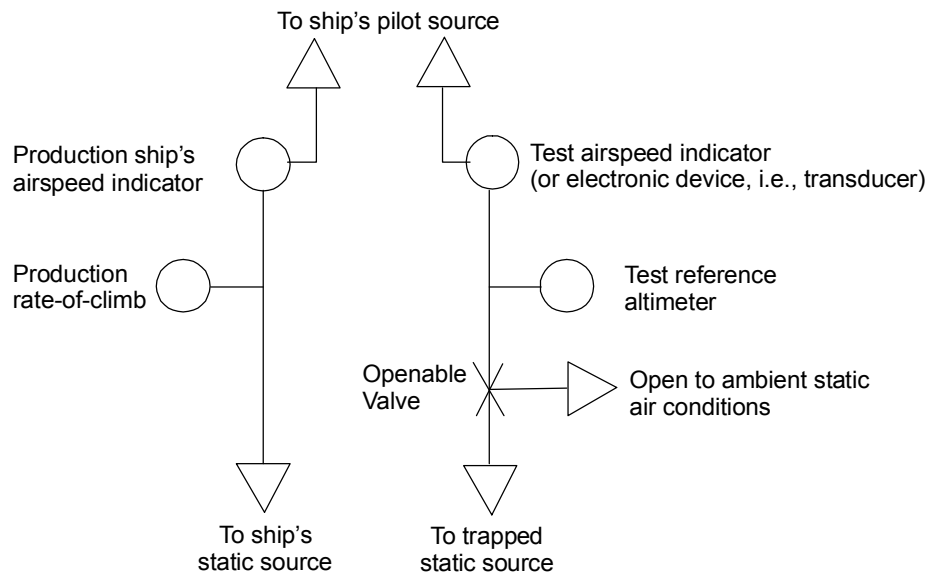 To ship's pilot source
Production ship's
airspeed indicator
Test airspeed indicator
(or electronic device, i.e., transducer)
Production
rate-of-climb
Test reference
altimeter
Openable
Valve
Open to ambient static
air conditions
To ship's
static source
To trapped
static source